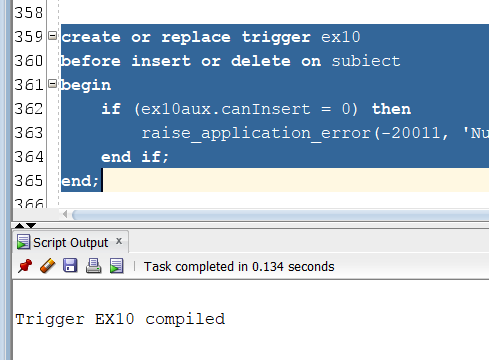 358
359 create or replace trigger ex10
360 before insert or delete on subiect
361 begin
362 if (ex10aux.canInsert = 0) then
363 raise_application_error(-20011, 'Nu
364 end if;
365 end;
366
Script Output x
Task completed in 0.134 seconds
Trigger EX10 compiled